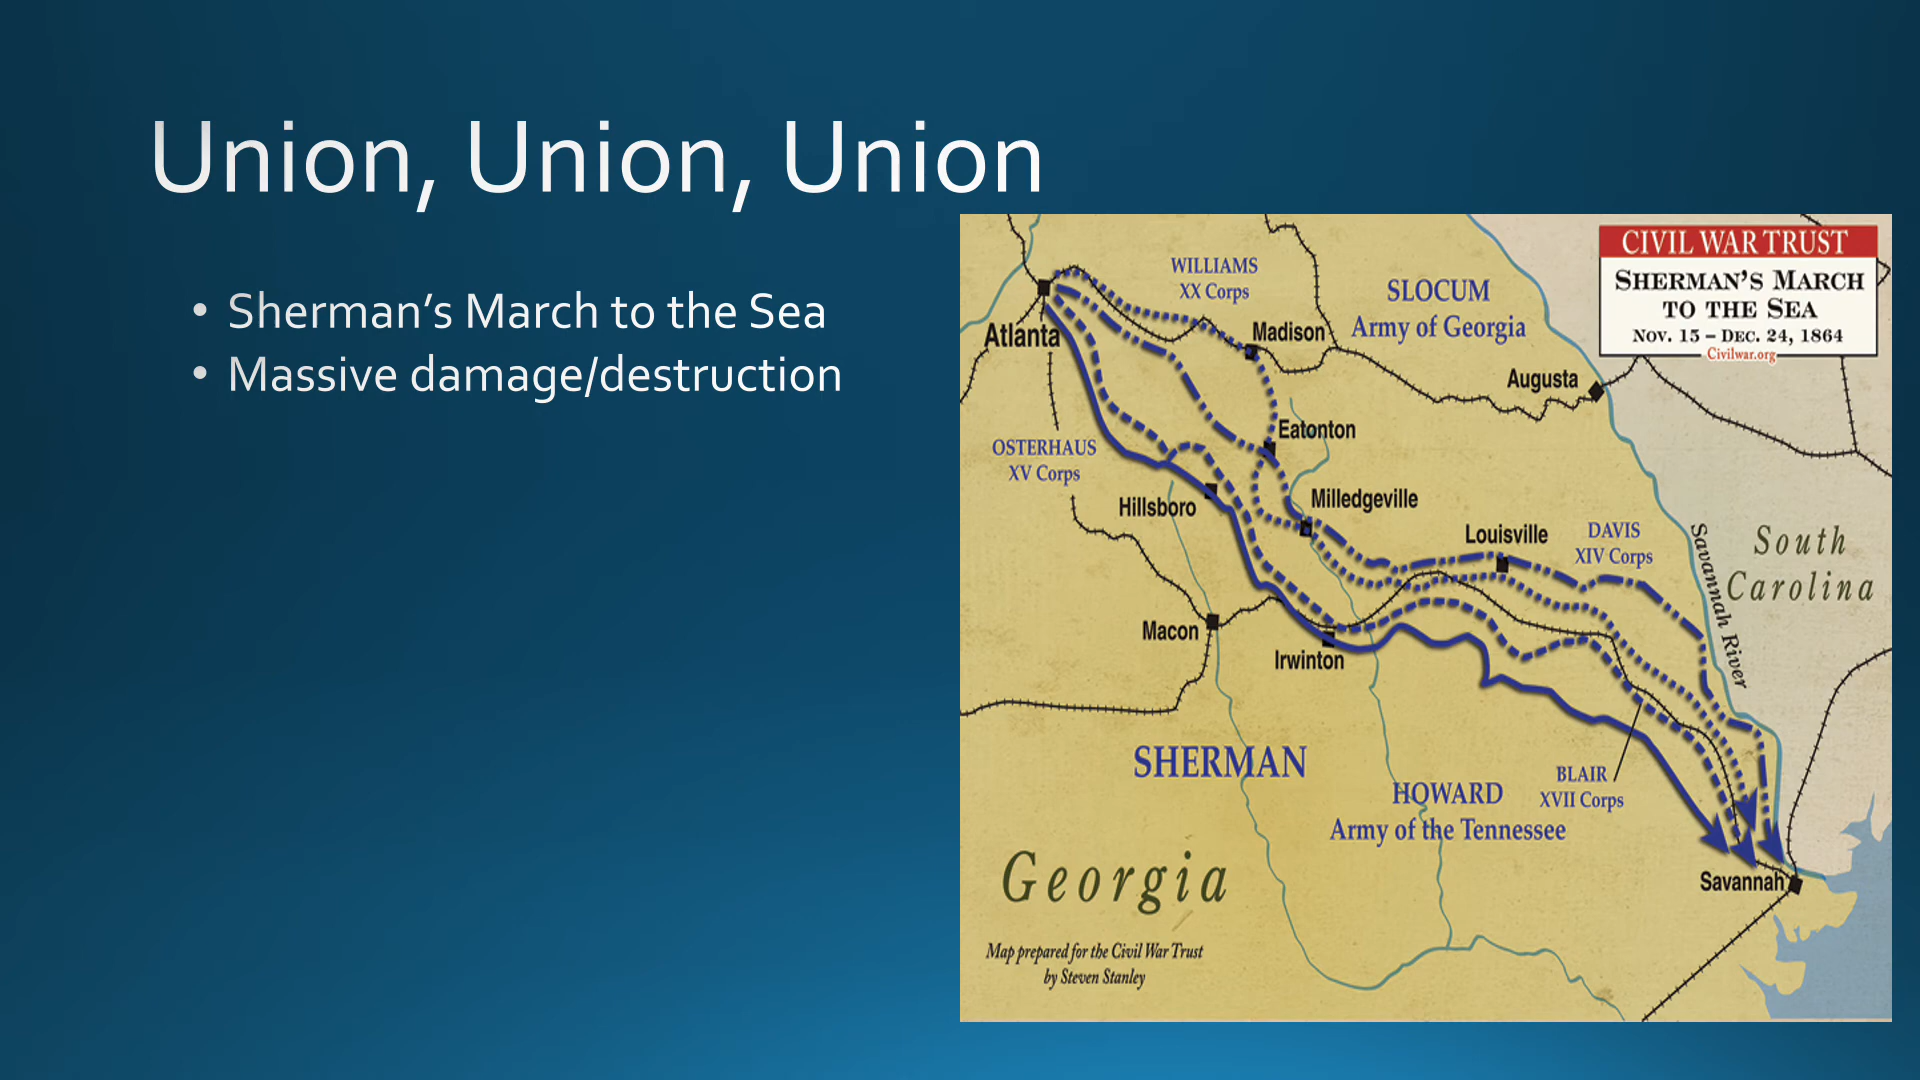 Union, Union, Union
• Sherman’s March to the Sea
• Massive damage/destruction
CIVIL WAR TRUST
SHERMAN’S MARCH
TO THE SEA
NOV. 15 – DEC. 24, 1864
Civilwar.org
WILLIAMS
XX Corps
SLOCUM
Army of Georgia
Atlanta
Madison
Augusta
Eatonton
OSTERHAUS
XV Corps
Hillsboro
Milledgeville
Louisville
DAVIS
XIV Corps
South
Carolina
Savannah River
Macon
Irwinton
SHERMAN
HOWARD
Army of the Tennessee
BLAIR
XVII Corps
Georgia
Savannah
Map prepared for the Civil War Trust
by Steven Stanley